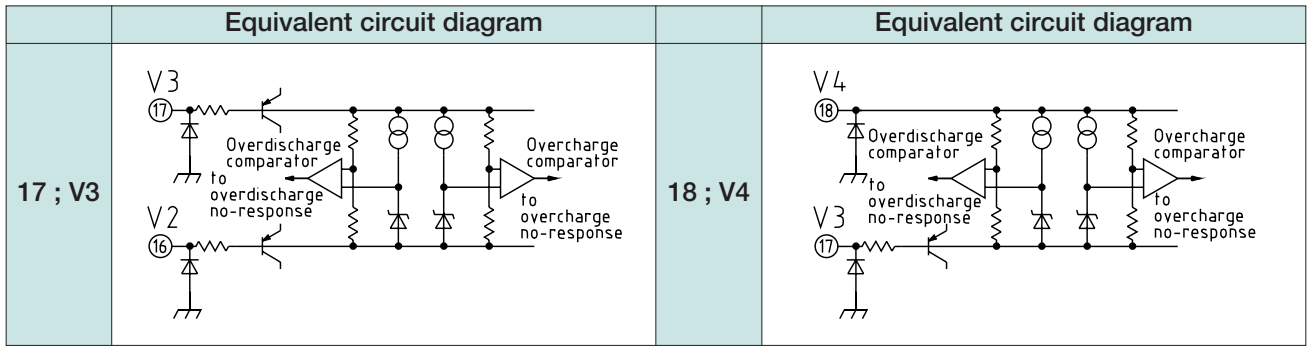 Equivalent circuit diagram
Equivalent circuit diagram
17 ; V3
V3
17
Overdischarge
comparator
to
overdischarge
no-response
Overcharge
comparator
to
overcharge
no-response
V2
16
18 ; V4
V4
18
Overdischarge
comparator
to
overdischarge
no-response
Overcharge
comparator
to
overcharge
no-response
V3
17